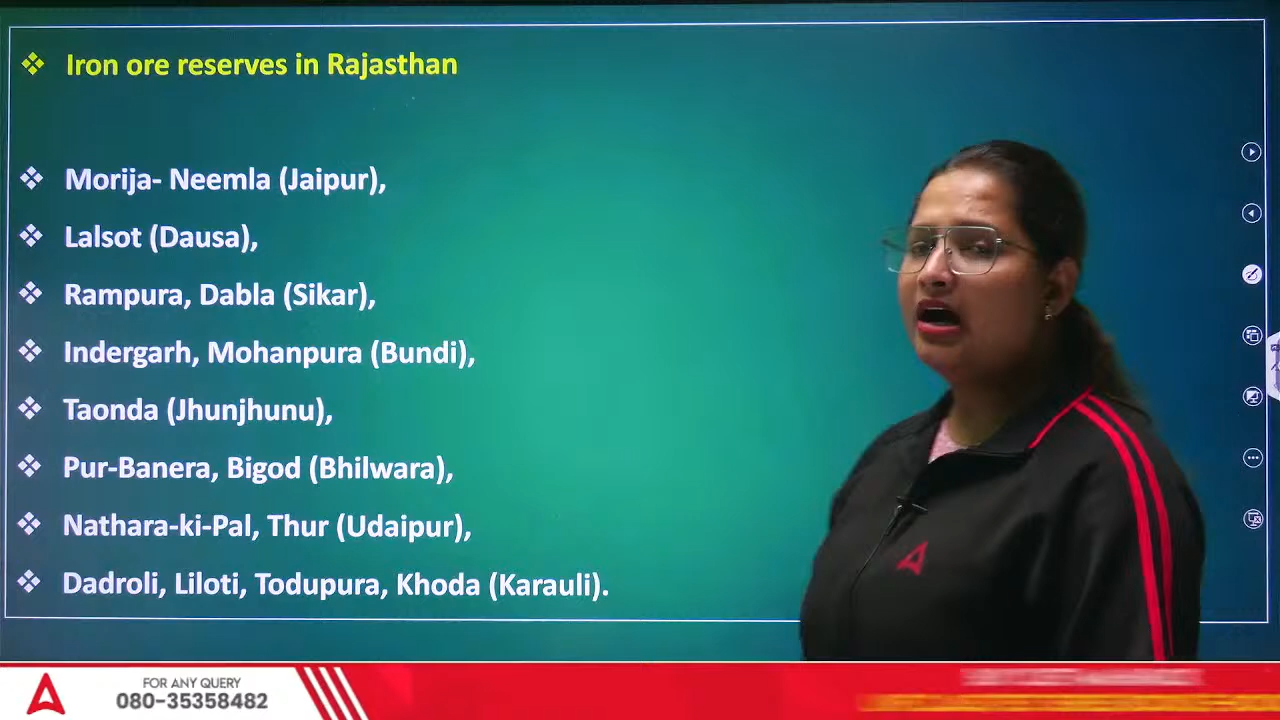 Iron ore reserves in Rajasthan
Morija- Neemla (Jaipur),
Lalsot (Dausa),
Rampura, Dabla (Sikar),
Indergarh, Mohanpura (Bundi),
Taonda (Jhunjhunu),
Pur-Banera, Bigod (Bhilwara),
Nathara-ki-Pal, Thur (Udaipur),
Dadroli, Liloti, Todupura, Khoda (Karauli).
FOR ANY QUERY
080-35358482